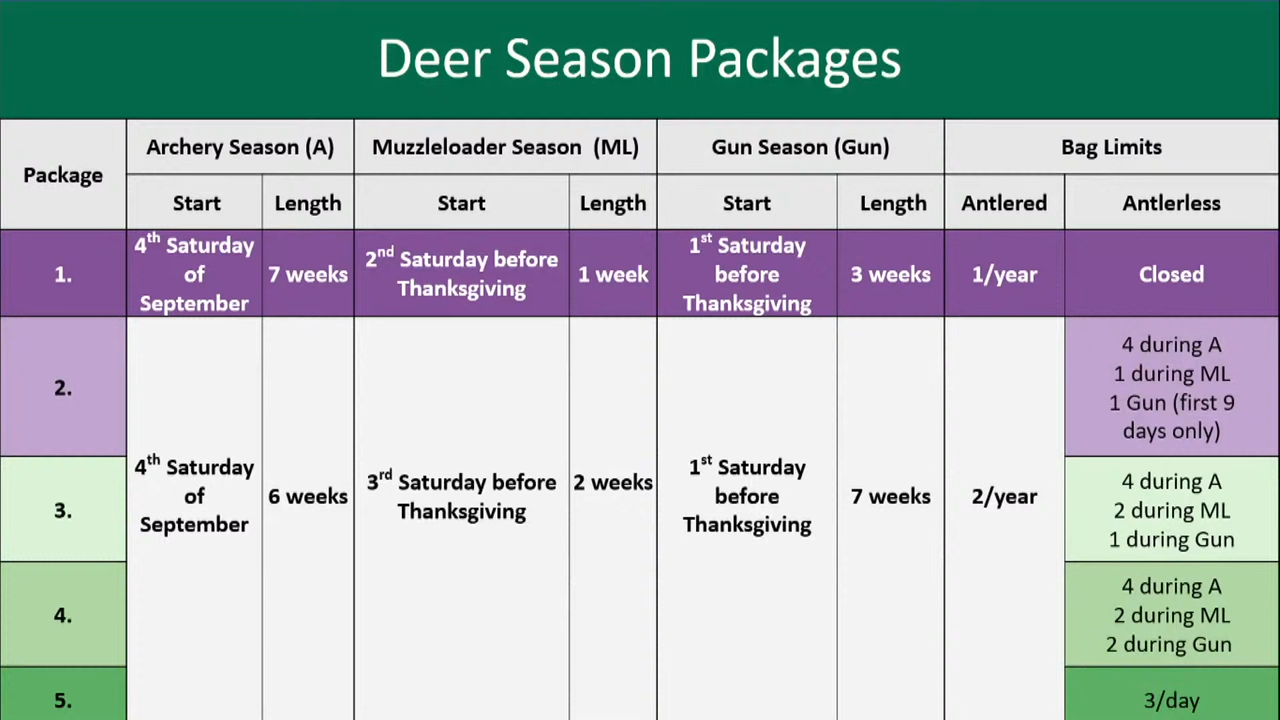 Deer Season Packages
Package
Archery Season (A)
Muzzleloader Season (ML)
Gun Season (Gun)
Bag Limits
Start
Length
Start
Length
Start
Length
Antlered
Antlerless
1.
4th Saturday
of
September
7 weeks
2nd Saturday before
Thanksgiving
1 week
1st Saturday
before
Thanksgiving
3 weeks
1/year
Closed
2.
4 during A
1 during ML
1 Gun (first 9
days only)
4th Saturday
of
September
6 weeks
3rd Saturday before
Thanksgiving
2 weeks
1st Saturday
before
Thanksgiving
7 weeks
2/year
3.
4 during A
2 during ML
1 during Gun
4.
4 during A
2 during ML
2 during Gun
5.
3/day